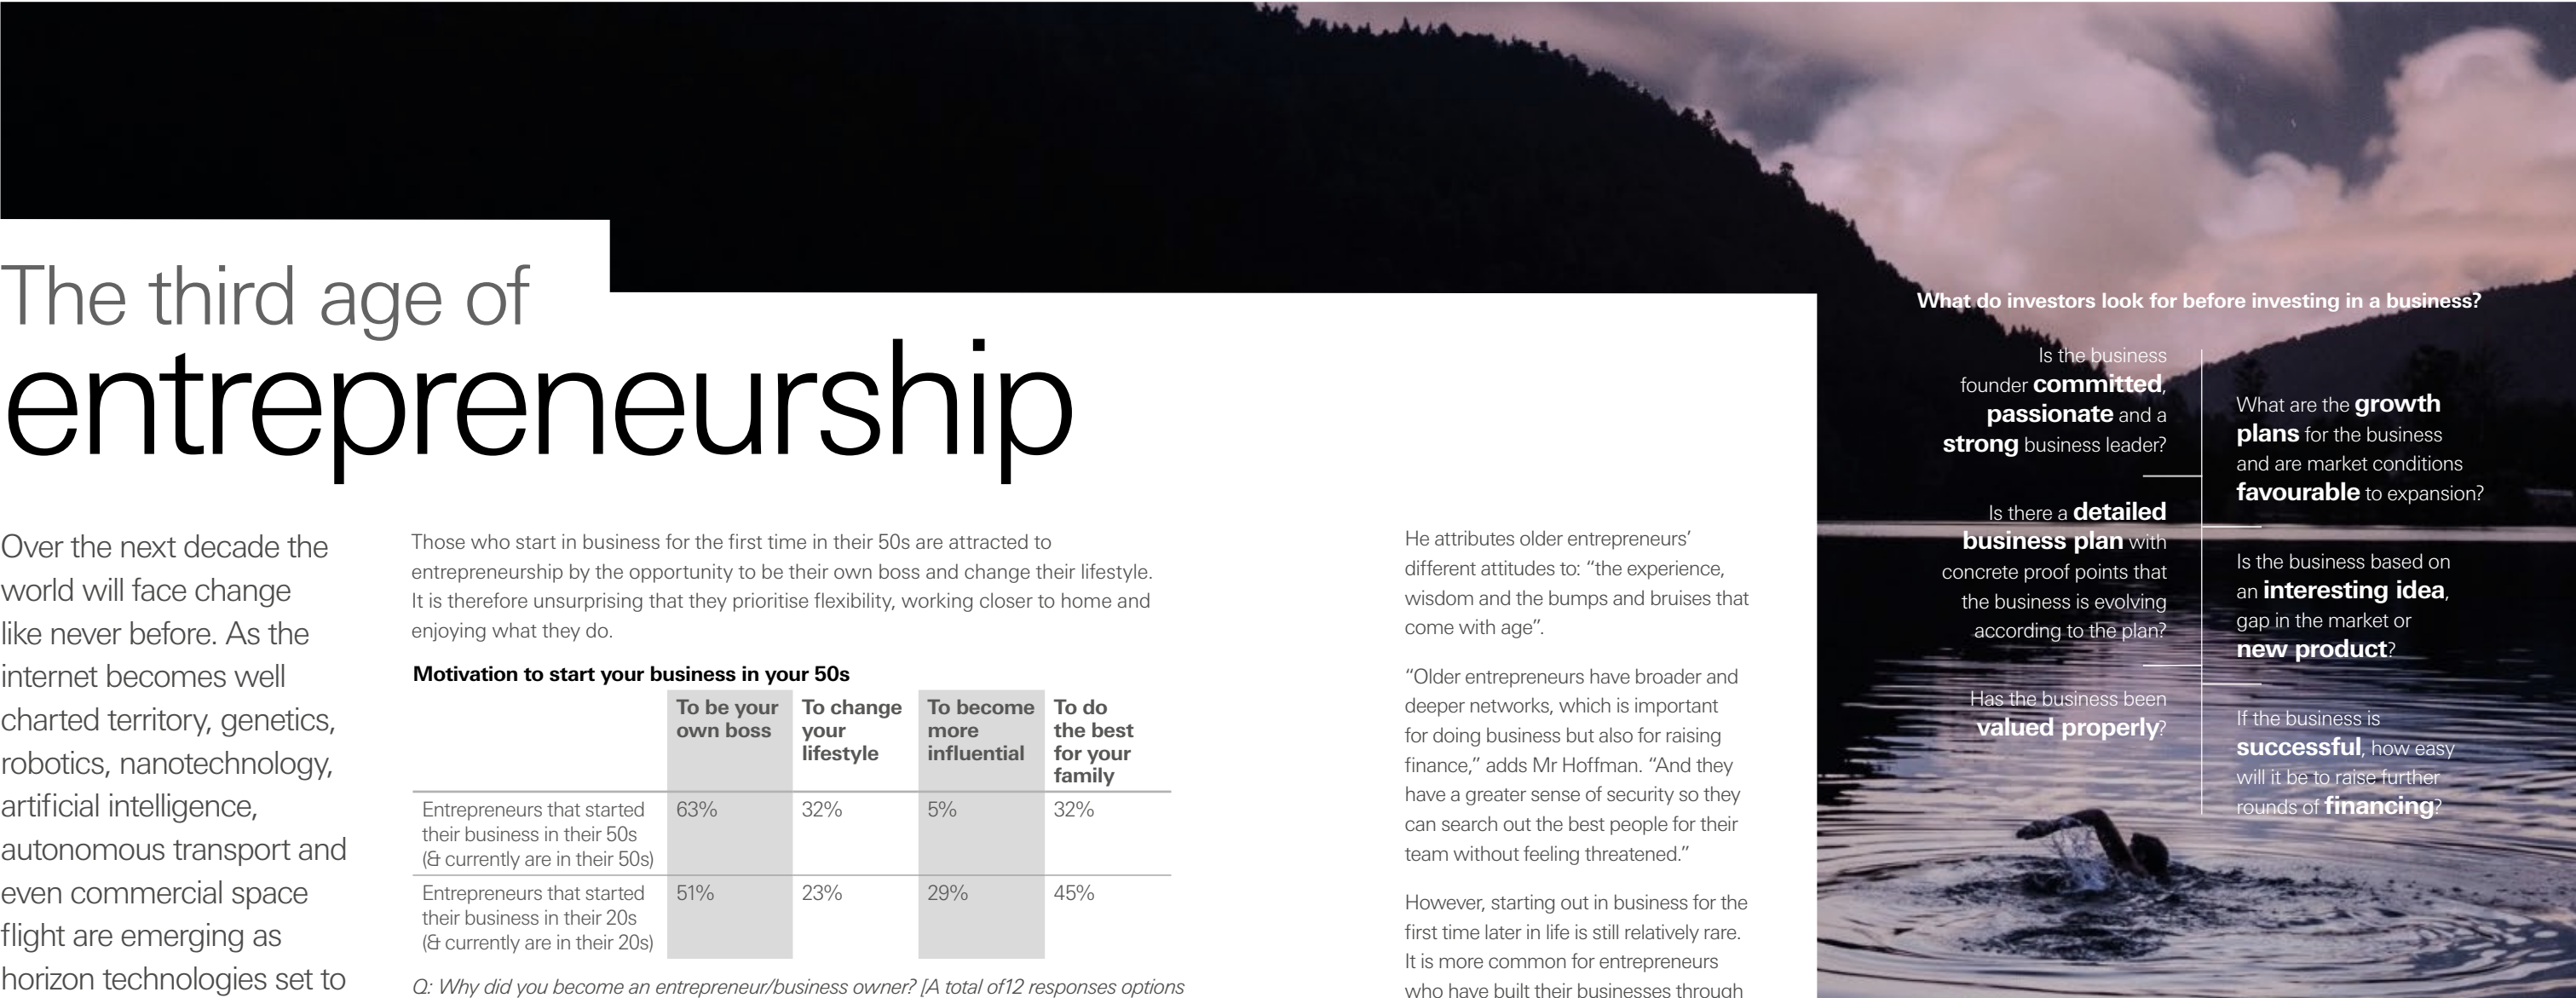 The third age of
entrepreneurship
Over the next decade the
world will face change
like never before. As the
internet becomes well
charted territory, genetics,
robotics, nanotechnology,
artificial intelligence,
autonomous transport and
even commercial space
flight are emerging as
horizon technologies set to
Those who start in business for the first time in their 50s are attracted to
entrepreneurship by the opportunity to be their own boss and change their lifestyle.
It is therefore unsurprising that they prioritise flexibility, working closer to home and
enjoying what they do.
Motivation to start your business in your 50s
To be your own boss To change your lifestyle To become more influential To do the best for your family
Entrepreneurs that started
their business in their 50s
(& currently are in their 50s)
63% 32% 5% 32%
Entrepreneurs that started
their business in their 20s
(& currently are in their 20s)
51% 23% 29% 45%
Q: Why did you become an entrepreneur/business owner? [A total of12 responses options
He attributes older entrepreneurs’
different attitudes to: “the experience,
wisdom and the bumps and bruises that
come with age”.
“Older entrepreneurs have broader and
deeper networks, which is important
for doing business but also for raising
finance,” adds Mr Hoffman. “And they
have a greater sense of security so they
can search out the best people for their
team without feeling threatened.”
However, starting out in business for the
first time later in life is still relatively rare.
It is more common for entrepreneurs
who have built their businesses through
What do investors look for before investing in a business?
Is the business
founder committed,
passionate and a
strong business leader?
Is there a detailed
business plan with
concrete proof points that
the business is evolving
according to the plan?
Has the business been
valued properly?
What are the growth
plans for the business
and are market conditions
favourable to expansion?
Is the business based on
an interesting idea,
gap in the market or
new product?
If the business is
successful, how easy
will it be to raise further
rounds of financing?